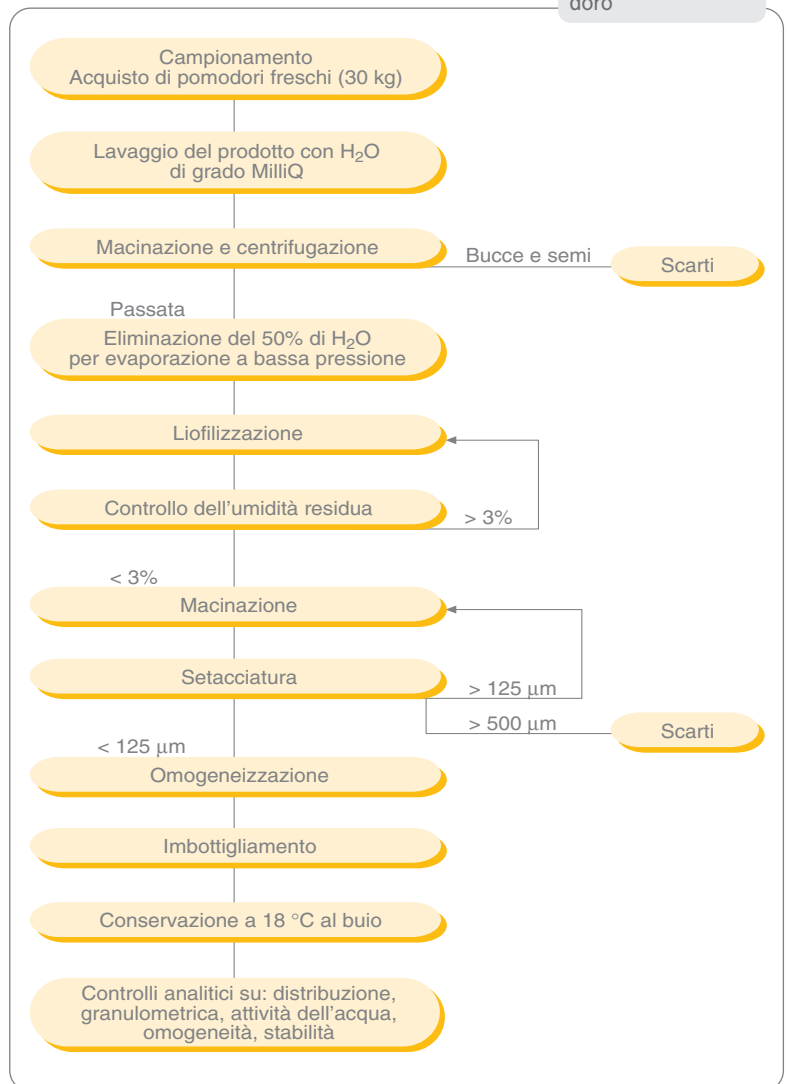 doro
Campionamento
Acquisto di pomodori freschi (30 kg)
Lavaggio del prodotto con H₂O
di grado MilliQ
Macinazione e centrifugazione
Bucce e semi
Scarti
Passata
Eliminazione del 50% di H₂O
per evaporazione a bassa pressione
Liofilizzazione
Controllo dell'umidità residua
> 3%
< 3%
Macinazione
Setacciatura
> 125 μm
> 500 μm
Scarti
< 125 μm
Omogeneizzazione
Imbottigliamento
Conservazione a 18 °C al buio
Controlli analitici su: distribuzione,
granulometrica, attività dell'acqua,
omogeneità, stabilità